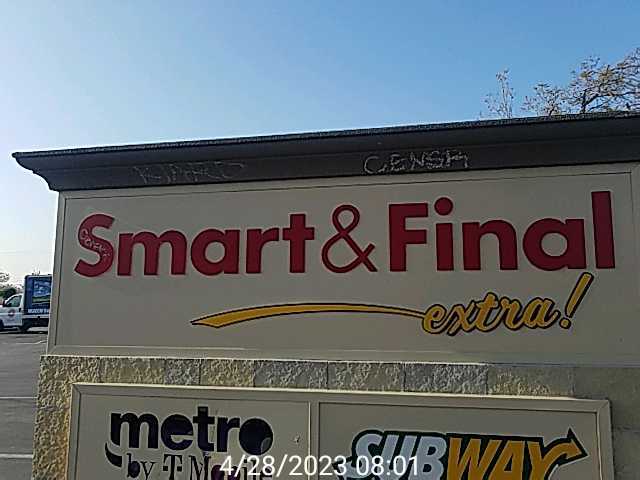 CENSR
Smart & Final
extra!
metro
by T Mobile
SUBWAY
4/28/2023 08:01